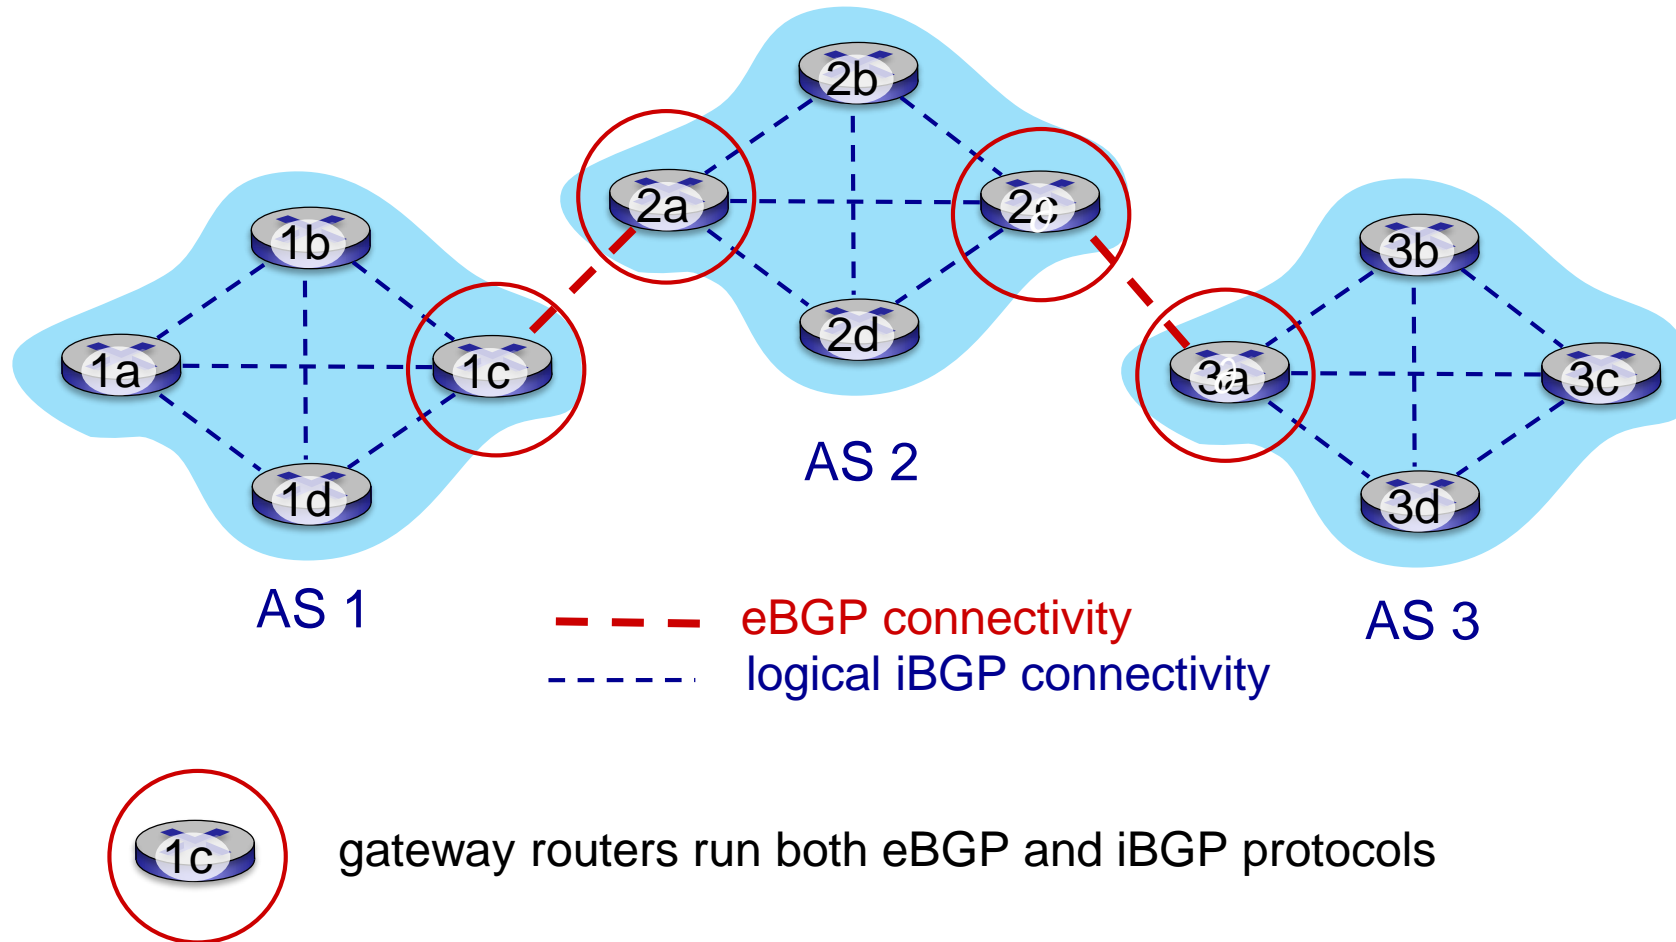 2b
2a
2c
1b
3b
2d
1a
1c
3a
3c
AS 2
1d
3d
AS 1
eBGP connectivity
AS 3
logical iBGP connectivity
1c
gateway routers run both eBGP and iBGP protocols